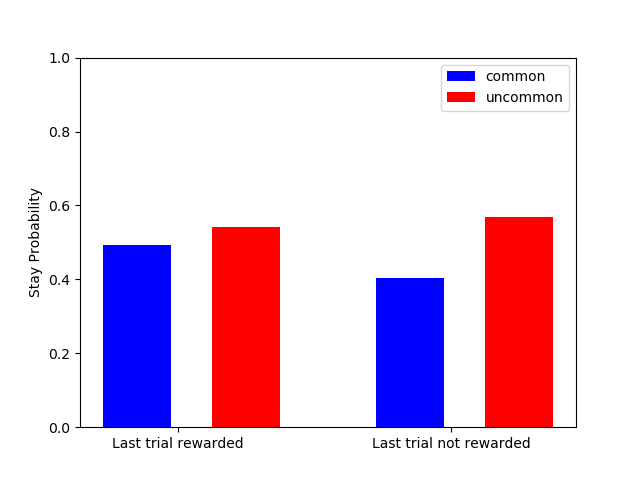 1.0
common
uncommon
0.8
0.6
0.4
0.2
0.0
Stay Probability
Last trial rewarded
Last trial not rewarded